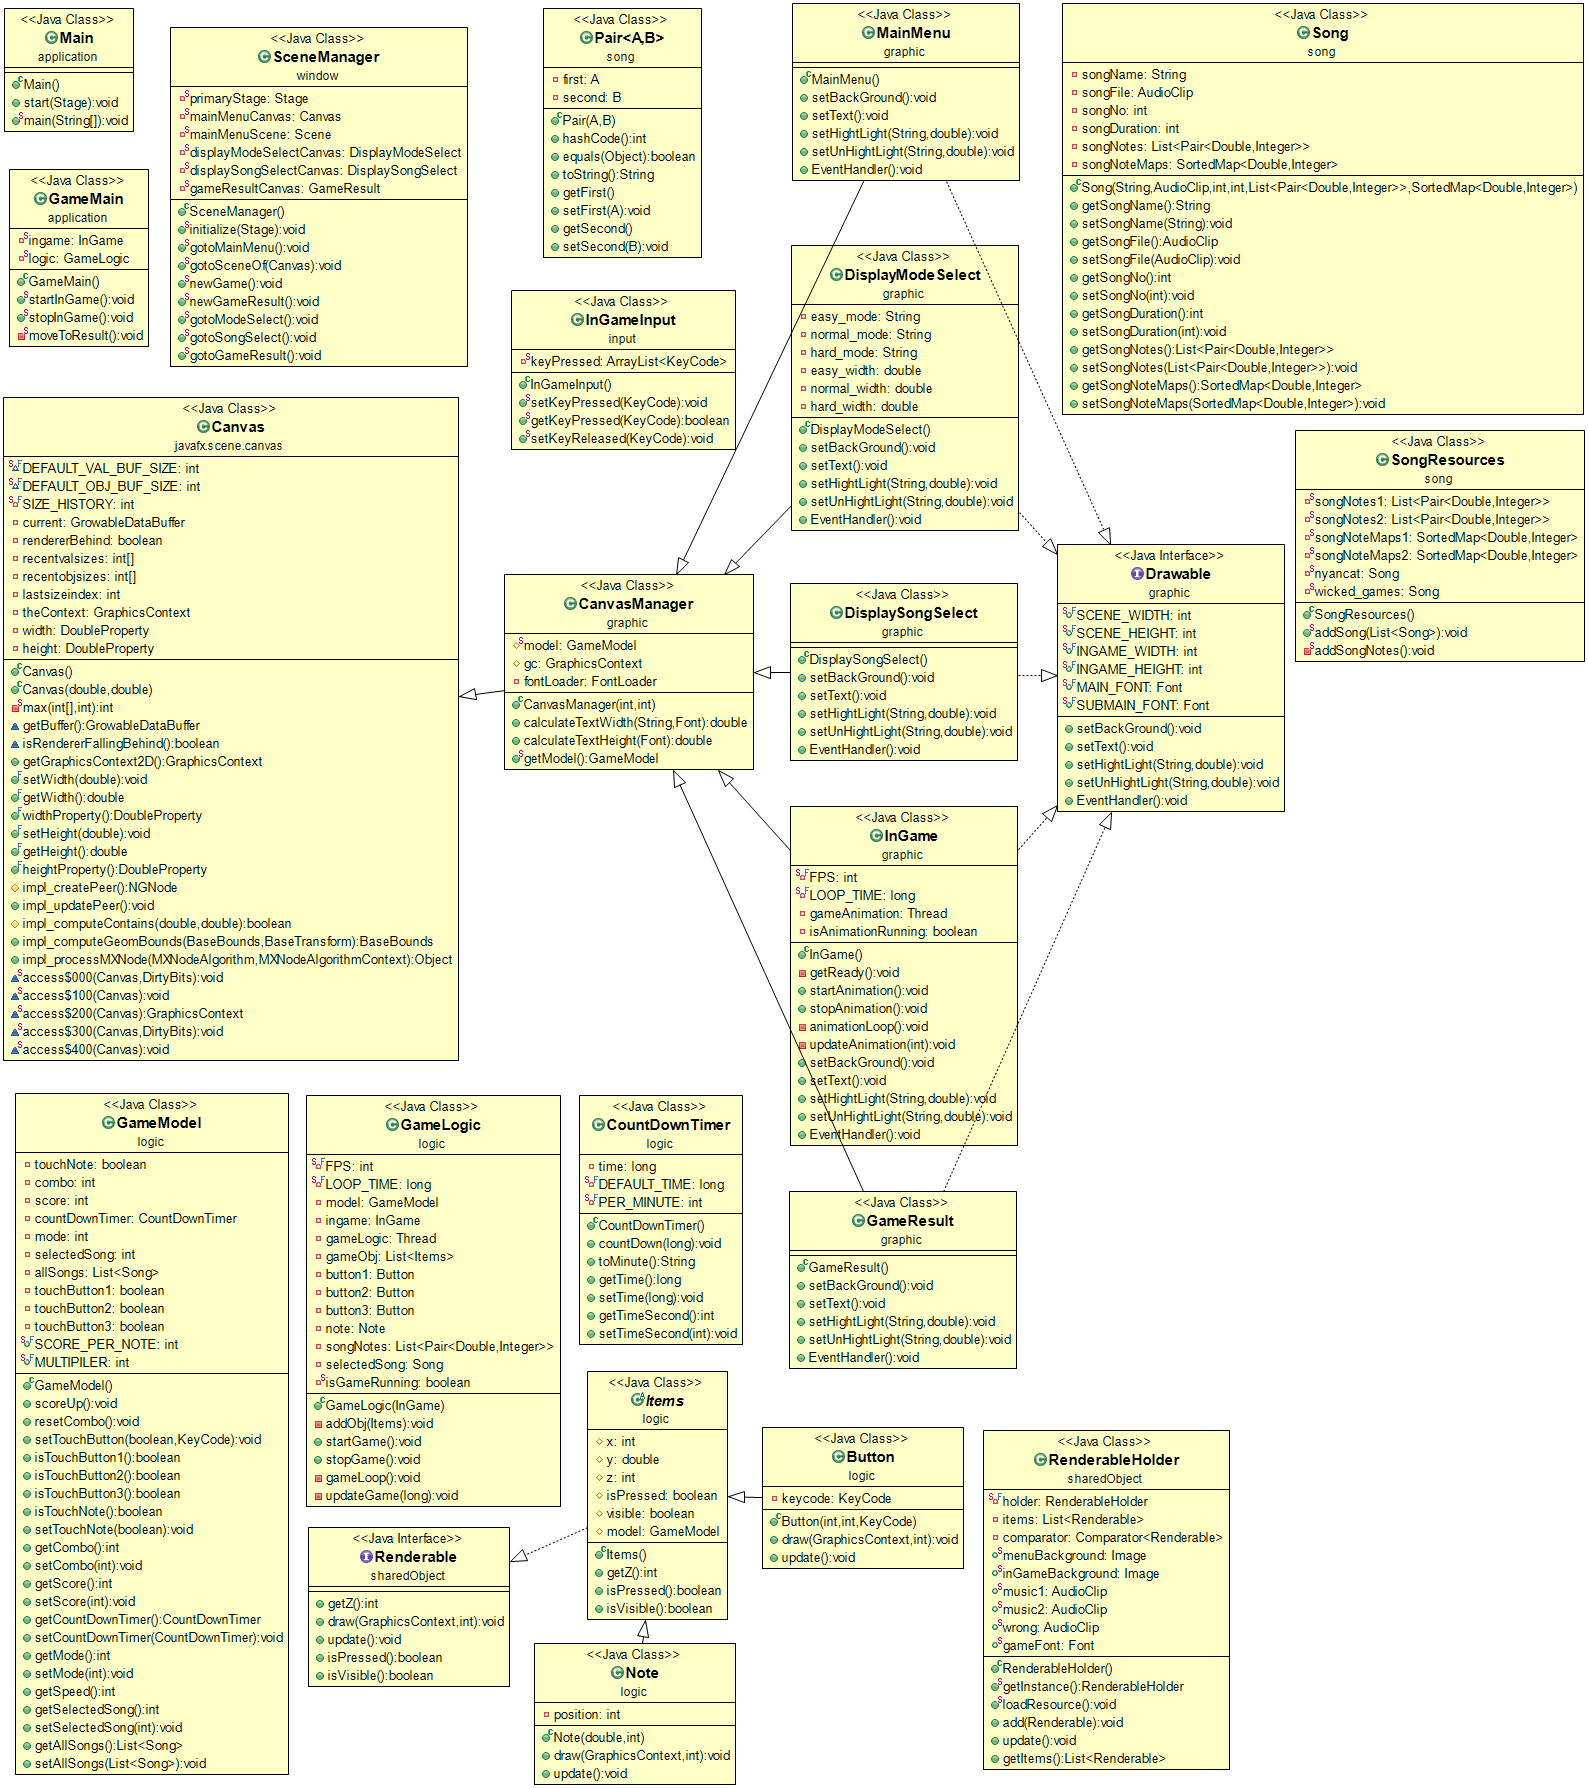 <<Java Class>>
Main
application
Main()
start(Stage):void
main(String[]):void
<<Java Class>>
GameMain
application
ingame: InGame
logic: GameLogic
GameMain()
startInGame():void
stopInGame():void
moveToResult():void
<<Java Class>>
SceneManager
window
primaryStage: Stage
mainMenuCanvas: Canvas
mainMenuScene: Scene
displayModeSelectCanvas: DisplayModeSelect
displaySongSelectCanvas: DisplaySongSelect
gameResultCanvas: GameResult
SceneManager()
initialize(Stage):void
gotoMainMenu():void
gotoSceneOf(Canvas):void
newGame():void
newGameResult():void
gotoModeSelect():void
gotoSongSelect():void
gotoGameResult():void
<<Java Class>>
Pair<A,B>
song
first: A
second: B
Pair(A,B)
hashCode():int
equals(Object):boolean
toString():String
getFirst()
setFirst(A):void
getSecond()
setSecond(B):void
<<Java Class>>
InGameInput
input
keyPressed: ArrayList<KeyCode>
InGameInput()
setKeyPressed(KeyCode):void
getKeyPressed(KeyCode):boolean
setKeyReleased(KeyCode):void
<<Java Class>>
MainMenu
graphic
MainMenu()
setBackGround():void
setText():void
setHightLight(String,double):void
setUnHightLight(String,double):void
EventHandler():void
<<Java Class>>
DisplayModeSelect
graphic
easy_mode: String
normal_mode: String
hard_mode: String
easy_width: double
normal_width: double
hard_width: double
DisplayModeSelect()
setBackGround():void
setText():void
setHightLight(String,double):void
setUnHightLight(String,double):void
EventHandler():void
<<Java Class>>
Song
song
songName: String
songFile: AudioClip
songNo: int
songDuration: int
songNotes: List<Pair<Double,Integer>>
songNoteMaps: SortedMap<Double,Integer>
Song(String,AudioClip,int,int,List<Pair<Double,Integer>>,SortedMap<Double,Integer>)
getSongName():String
setSongName(String):void
getSongFile():AudioClip
setSongFile(AudioClip):void
getSongNo():int
setSongNo(int):void
getSongDuration():int
setSongDuration(int):void
getSongNotes():List<Pair<Double,Integer>>
setSongNotes(List<Pair<Double,Integer>>):void
getSongNoteMaps():SortedMap<Double,Integer>
setSongNoteMaps(SortedMap<Double,Integer>):void
<<Java Class>>
SongResources
song
songNotes1: List<Pair<Double,Integer>>
songNotes2: List<Pair<Double,Integer>>
songNoteMaps1: SortedMap<Double,Integer>
songNoteMaps2: SortedMap<Double,Integer>
nyancat: Song
wicked_games: Song
SongResources()
addSong(List<Song>):void
addSongNotes():void
<<Java Class>>
Canvas
javafx.scene.canvas
DEFAULT_VAL_BUF_SIZE: int
DEFAULT_OBJ_BUF_SIZE: int
SIZE_HISTORY: int
current: GrowableDataBuffer
rendererBehind: boolean
recentvalsizes: int[]
recentobjsizes: int[]
lastsizeindex: int
theContext: GraphicsContext
width: DoubleProperty
height: DoubleProperty
Canvas()
Canvas(double,double)
max(int[],int):int
getBuffer():GrowableDataBuffer
isRendererFallingBehind():boolean
getGraphicsContext2D():GraphicsContext
setWidth(double):void
getWidth():double
widthProperty():DoubleProperty
setHeight(double):void
getHeight():double
heightProperty():DoubleProperty
impl_createPeer():NGNode
impl_updatePeer():void
impl_computeContains(double,double):boolean
impl_computeGeomBounds(BaseBounds,BaseTransform):BaseBounds
impl_processMXNode(MXNodeAlgorithm,MXNodeAlgorithmContext):Object
access$000(Canvas,DirtyBits):void
access$100(Canvas):void
access$200(Canvas):GraphicsContext
access$300(Canvas,DirtyBits):void
access$400(Canvas):void
<<Java Class>>
CanvasManager
graphic
model: GameModel
gc: GraphicsContext
fontLoader: FontLoader
CanvasManager(int,int)
calculateTextWidth(String,Font):double
calculateTextHeight(Font):double
getModel():GameModel
<<Java Class>>
DisplaySongSelect
graphic
DisplaySongSelect()
setBackGround():void
setText():void
setHightLight(String,double):void
setUnHightLight(String,double):void
EventHandler():void
<<Java Interface>>
Drawable
graphic
SCENE_WIDTH: int
SCENE_HEIGHT: int
INGAME_WIDTH: int
INGAME_HEIGHT: int
MAIN_FONT: Font
SUBMAIN_FONT: Font
setBackGround():void
setText():void
setHightLight(String,double):void
setUnHightLight(String,double):void
EventHandler():void
<<Java Class>>
InGame
graphic
FPS: int
LOOP_TIME: long
gameAnimation: Thread
isAnimationRunning: boolean
InGame()
getReady():void
startAnimation():void
stopAnimation():void
animationLoop():void
updateAnimation(int):void
setBackGround():void
setText():void
setHightLight(String,double):void
setUnHightLight(String,double):void
EventHandler():void
<<Java Class>>
GameResult
graphic
GameResult()
setBackGround():void
setText():void
setHightLight(String,double):void
setUnHightLight(String,double):void
EventHandler():void
<<Java Class>>
GameModel
logic
touchNote: boolean
combo: int
score: int
countDownTimer: CountDownTimer
mode: int
selectedSong: int
allSongs: List<Song>
touchButton1: boolean
touchButton2: boolean
touchButton3: boolean
SCORE_PER_NOTE: int
MULTIPILER: int
GameModel()
scoreUp():void
resetCombo():void
setTouchButton(boolean,KeyCode):void
isTouchButton1():boolean
isTouchButton2():boolean
isTouchButton3():boolean
isTouchNote():boolean
setTouchNote(boolean):void
getCombo():int
setCombo(int):void
getScore():int
setScore(int):void
getCountDownTimer():CountDownTimer
setCountDownTimer(CountDownTimer):void
getMode():int
setMode(int):void
getSpeed():int
getSelectedSong():int
setSelectedSong(int):void
getAllSongs():List<Song>
setAllSongs(List<Song>):void
<<Java Class>>
GameLogic
logic
FPS: int
LOOP_TIME: long
model: GameModel
ingame: InGame
gameLogic: Thread
gameObj: List<Items>
button1: Button
button2: Button
button3: Button
note: Note
songNotes: List<Pair<Double,Integer>>
selectedSong: Song
isGameRunning: boolean
GameLogic(InGame)
addObj(Items):void
startGame():void
stopGame():void
gameLoop():void
updateGame(long):void
<<Java Class>>
CountDownTimer
logic
time: long
DEFAULT_TIME: long
PER_MINUTE: int
CountDownTimer()
countDown(long):void
toMinute():String
getTime():long
setTime(long):void
getTimeSecond():int
setTimeSecond(int):void
<<Java Class>>
Items
logic
x: int
y: double
z: int
isPressed: boolean
visible: boolean
model: GameModel
Items()
getZ():int
isPressed():boolean
isVisible():boolean
<<Java Interface>>
Renderable
sharedObject
getZ():int
draw(GraphicsContext,int):void
update():void
isPressed():boolean
isVisible():boolean
<<Java Class>>
Note
logic
position: int
Note(double,int)
draw(GraphicsContext,int):void
update():void
<<Java Class>>
Button
logic
keycode: KeyCode
Button(int,int,KeyCode)
draw(GraphicsContext,int):void
update():void
<<Java Class>>
RenderableHolder
sharedObject
holder: RenderableHolder
items: List<Renderable>
comparator: Comparator<Renderable>
menuBackground: Image
inGameBackground: Image
music1: AudioClip
music2: AudioClip
wrong: AudioClip
gameFont: Font
RenderableHolder()
getInstance():RenderableHolder
loadResource():void
add(Renderable):void
update():void
getItems():List<Renderable>